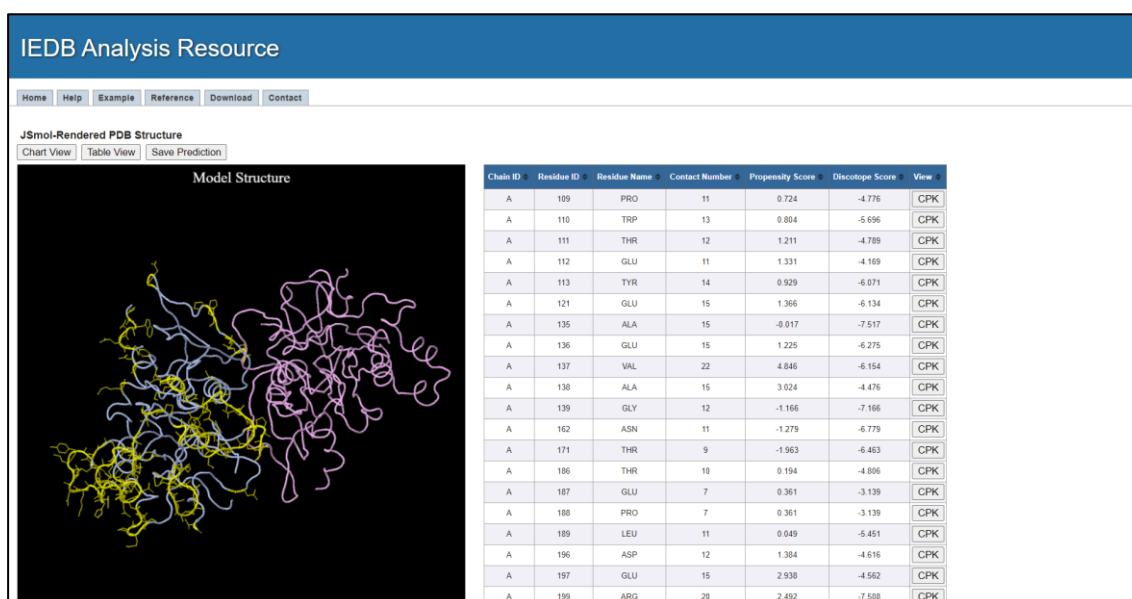 IEDB Analysis Resource
Home Help Example Reference Download Contact
JSmol-Rendered PDB Structure
Chart View Table View Save Prediction
Model Structure
Chain ID Residue ID Residue Name Contact Number Propensity Score Discotope Score View
A 109 PRO 11 0.724 -4.776 CPK
A 110 TRP 13 0.804 -5.696 CPK
A 111 THR 12 1.211 -4.789 CPK
A 112 GLU 11 1.331 -4.169 CPK
A 113 TYR 14 0.929 -6.071 CPK
A 121 GLU 15 1.366 -6.134 CPK
A 135 ALA 15 -0.017 -7.517 CPK
A 136 GLU 15 1.225 -6.275 CPK
A 137 VAL 22 4.846 -6.154 CPK
A 138 ALA 15 3.024 -4.476 CPK
A 139 GLY 12 -1.166 -7.166 CPK
A 162 ASN 11 -1.279 -6.779 CPK
A 171 THR 9 -1.963 -6.463 CPK
A 186 THR 10 0.194 -4.806 CPK
A 187 GLU 7 0.361 -3.139 CPK
A 188 PRO 7 0.361 -3.139 CPK
A 189 LEU 11 0.049 -5.451 CPK
A 196 ASP 12 1.384 -4.616 CPK
A 197 GLU 15 2.938 -4.562 CPK
A 199 ARG 20 2.492 -7.508 CPK